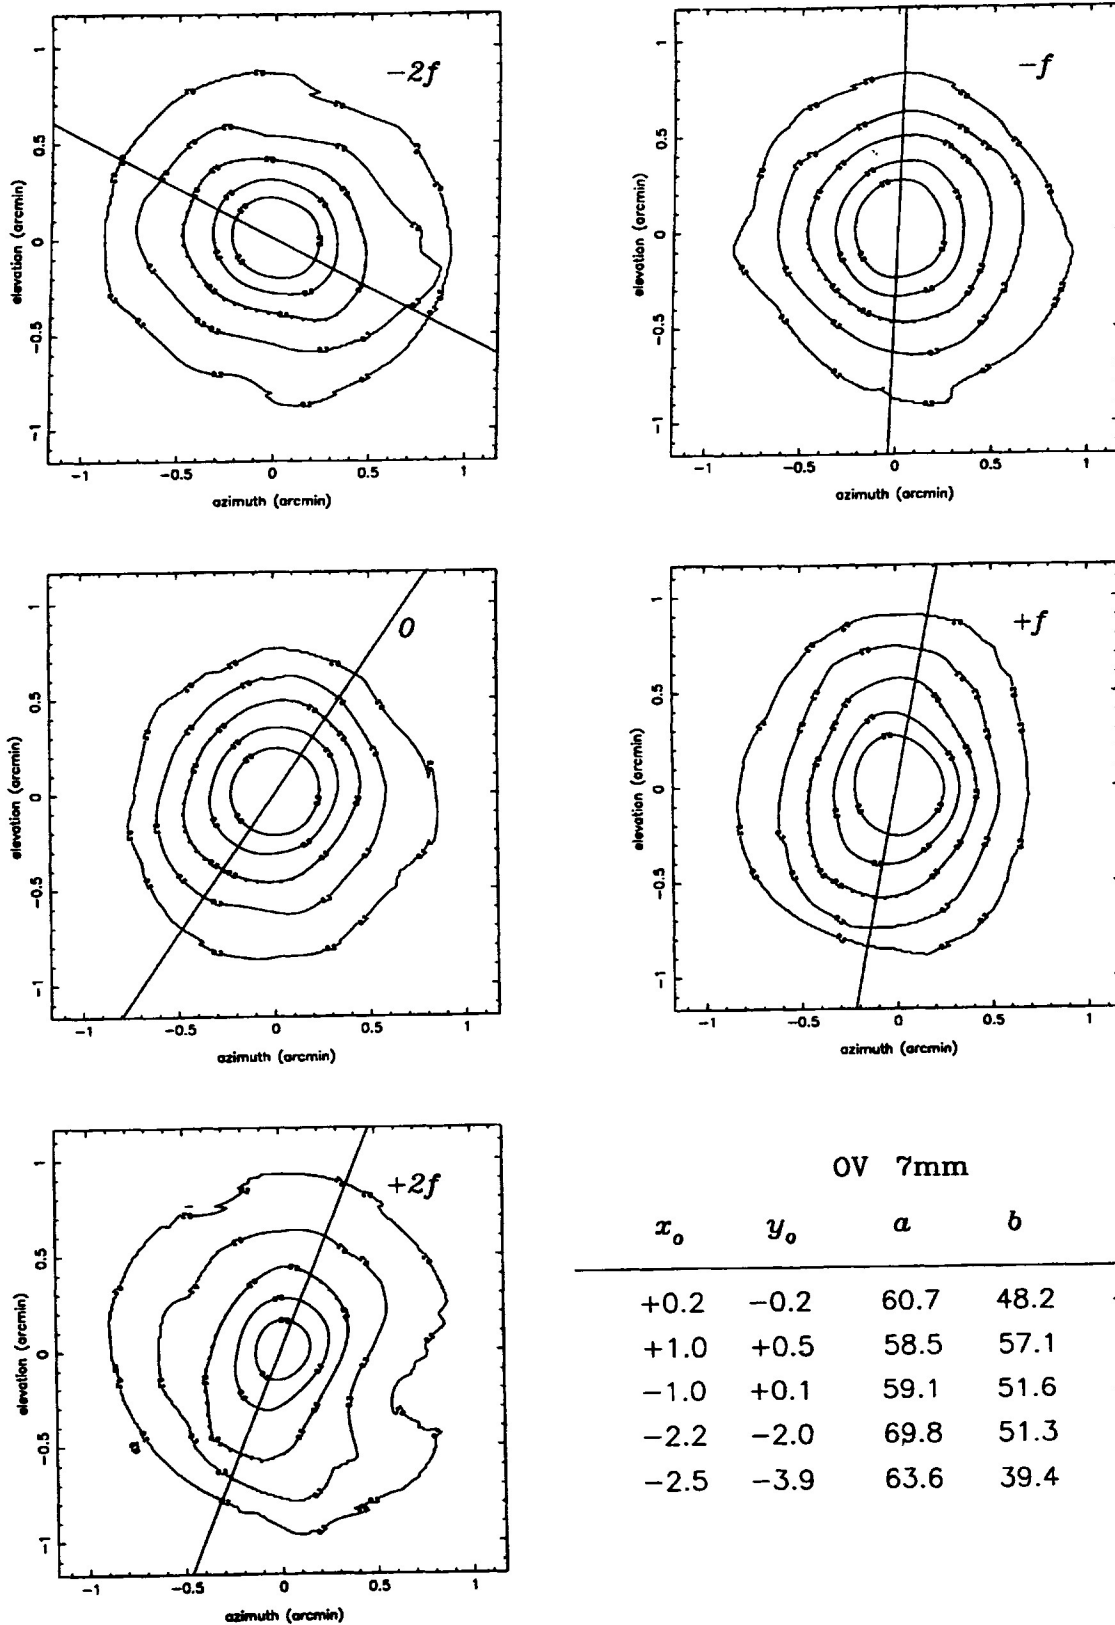 -2f
1
0.5
0
-0.5
-1
elevation (arcmin)
-1 -0.5 0 0.5 1
azimuth (arcmin)
-f
1
0.5
0
-0.5
-1
elevation (arcmin)
-1 -0.5 0 0.5 1
azimuth (arcmin)
0
1
0.5
0
-0.5
-1
elevation (arcmin)
-1 -0.5 0 0.5 1
azimuth (arcmin)
+f
1
0.5
0
-0.5
-1
elevation (arcmin)
-1 -0.5 0 0.5 1
azimuth (arcmin)
+2f
1
0.5
0
-0.5
-1
elevation (arcmin)
-1 -0.5 0 0.5 1
azimuth (arcmin)
OV 7mm
x_o y_o a b
+0.2 -0.2 60.7 48.2
+1.0 +0.5 58.5 57.1
-1.0 +0.1 59.1 51.6
-2.2 -2.0 69.8 51.3
-2.5 -3.9 63.6 39.4